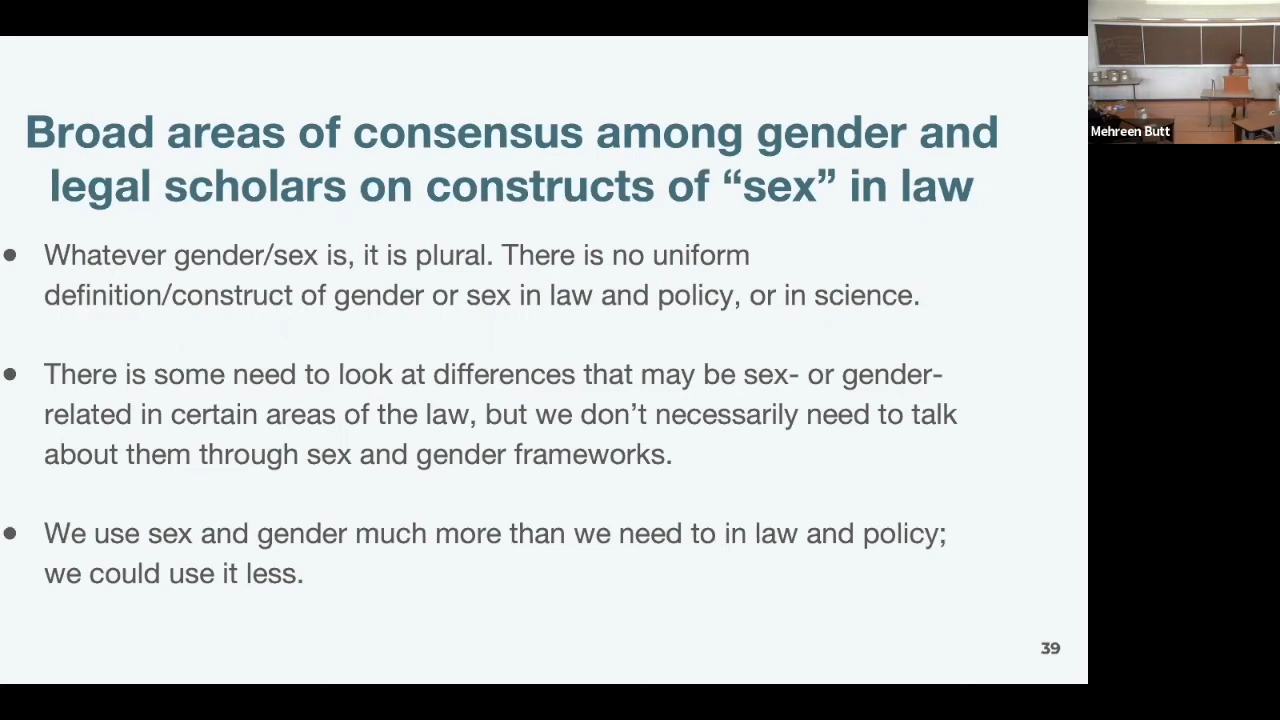 Broad areas of consensus among gender and
legal scholars on constructs of “sex” in law
● Whatever gender/sex is, it is plural. There is no uniform
definition/construct of gender or sex in law and policy, or in science.
● There is some need to look at differences that may be sex- or gender-
related in certain areas of the law, but we don’t necessarily need to talk
about them through sex and gender frameworks.
● We use sex and gender much more than we need to in law and policy;
we could use it less.
39
Mehreen Butt